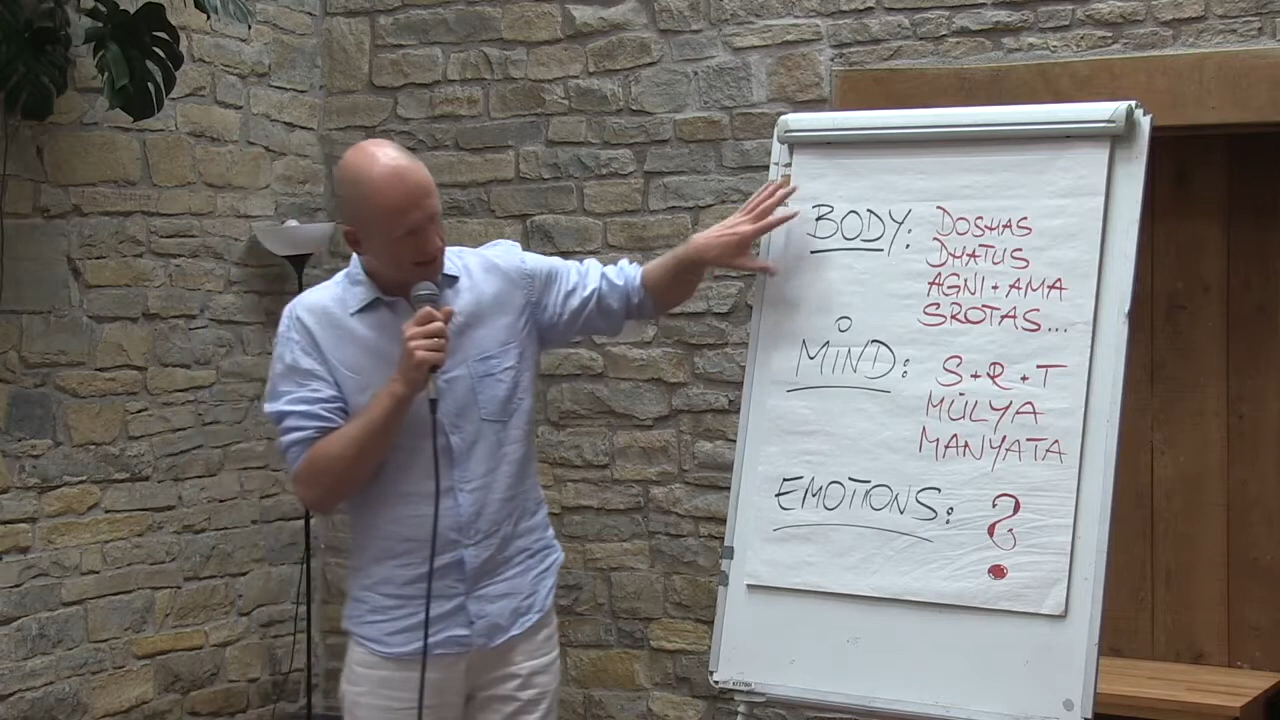 BODY: DOSHAS
DHATUS
AGNI + AMA
SROTAS...
MIND: S+R+T
MŪLYA
MANYATA
EMOTIONS: ?